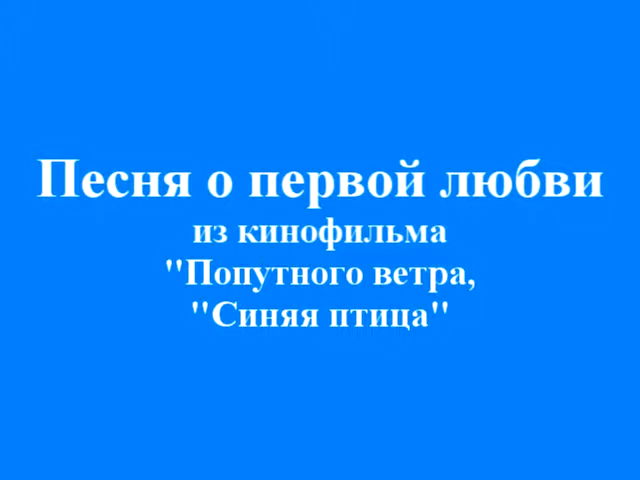 Песня о первой любви
из кинофильма
"Попутного ветра,
"Синяя птица"